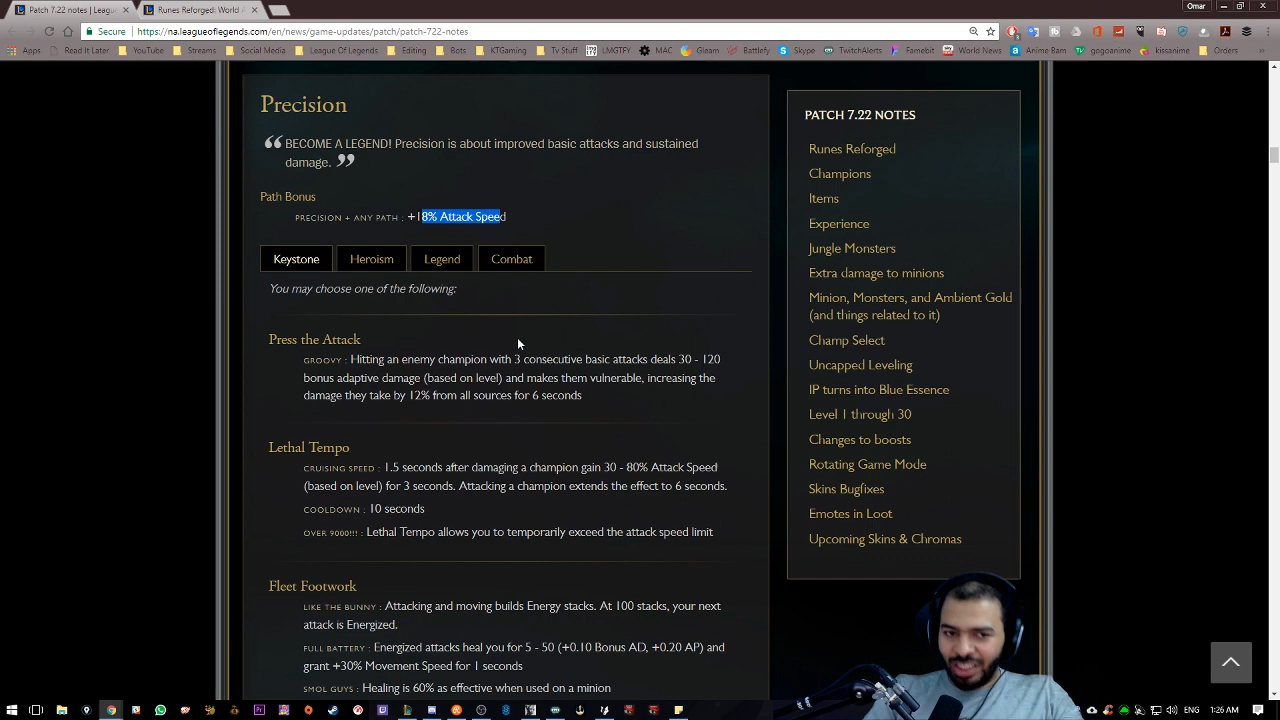 Patch 7.22 notes | Leagu
Runes Reforged: World A
Omar
Secure
https://na.leagueoflegends.com/en/news/game-updates/patch/patch-722-notes
Apps
Read It Later
YouTube
Streams
Social Media
League Of Legends
Editing
Bots
KTGaming
Tv Stuff
LMGTFY
MAC
Gleam
Battlefy
Skype
TwitchAlerts
Famebit
World News
Anime Bam
gogoanime
kissanime
Orders
Precision
BECOME A LEGEND! Precision is about improved basic attacks and sustained
damage.
Path Bonus
PRECISION + ANY PATH : +18% Attack Speed
Keystone
Heroism
Legend
Combat
You may choose one of the following:
Press the Attack
GROOVY : Hitting an enemy champion with 3 consecutive basic attacks deals 30 - 120
bonus adaptive damage (based on level) and makes them vulnerable, increasing the
damage they take by 12% from all sources for 6 seconds
Lethal Tempo
CRUISING SPEED : 1.5 seconds after damaging a champion gain 30 - 80% Attack Speed
(based on level) for 3 seconds. Attacking a champion extends the effect to 6 seconds.
COOLDOWN : 10 seconds
OVER 9000!!! : Lethal Tempo allows you to temporarily exceed the attack speed limit
Fleet Footwork
LIKE THE BUNNY : Attacking and moving builds Energy stacks. At 100 stacks, your next
attack is Energized.
FULL BATTERY : Energized attacks heal you for 5 - 50 (+0.10 Bonus AD, +0.20 AP) and
grant +30% Movement Speed for 1 seconds
SMOL GUYS : Healing is 60% as effective when used on a minion
PATCH 7.22 NOTES
Runes Reforged
Champions
Items
Experience
Jungle Monsters
Extra damage to minions
Minion, Monsters, and Ambient Gold
(and things related to it)
Champ Select
Uncapped Leveling
IP turns into Blue Essence
Level 1 through 30
Changes to boosts
Rotating Game Mode
Skins Bugfixes
Emotes in Loot
Upcoming Skins & Chromas
ENG
1:26 AM